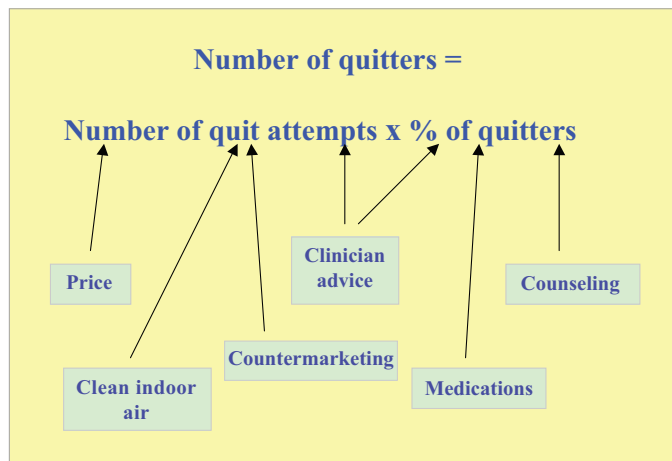 Number of quitters =
Number of quit attempts x % of quitters
Clinician
advice
Price
Counseling
Countermarketing
Clean indoor
air
Medications